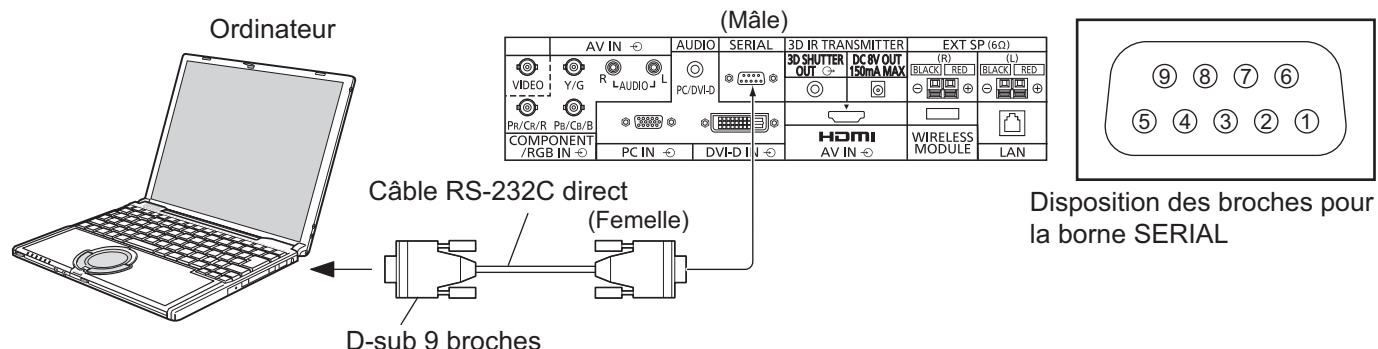 Ordinateur
(Mâle)
AV IN
AUDIO
SERIAL
3D IR TRANSMITTER
EXT SP (6Ω)
3D SHUTTER
OUT
DC 8V OUT
150mA MAX
(R)
BLACK RED
(L)
BLACK RED
VIDEO
Y/G
R AUDIO L
PC/DVI-D
PR/CR/R
PB/CB/B
COMPONENT
/RGB IN
PC IN
DVI-D IN
HDMI
AV IN
WIRELESS
MODULE
LAN
9 8 7 6
5 4 3 2 1
Disposition des broches pour
la borne SERIAL
Câble RS-232C direct
(Femelle)
D-sub 9 broches